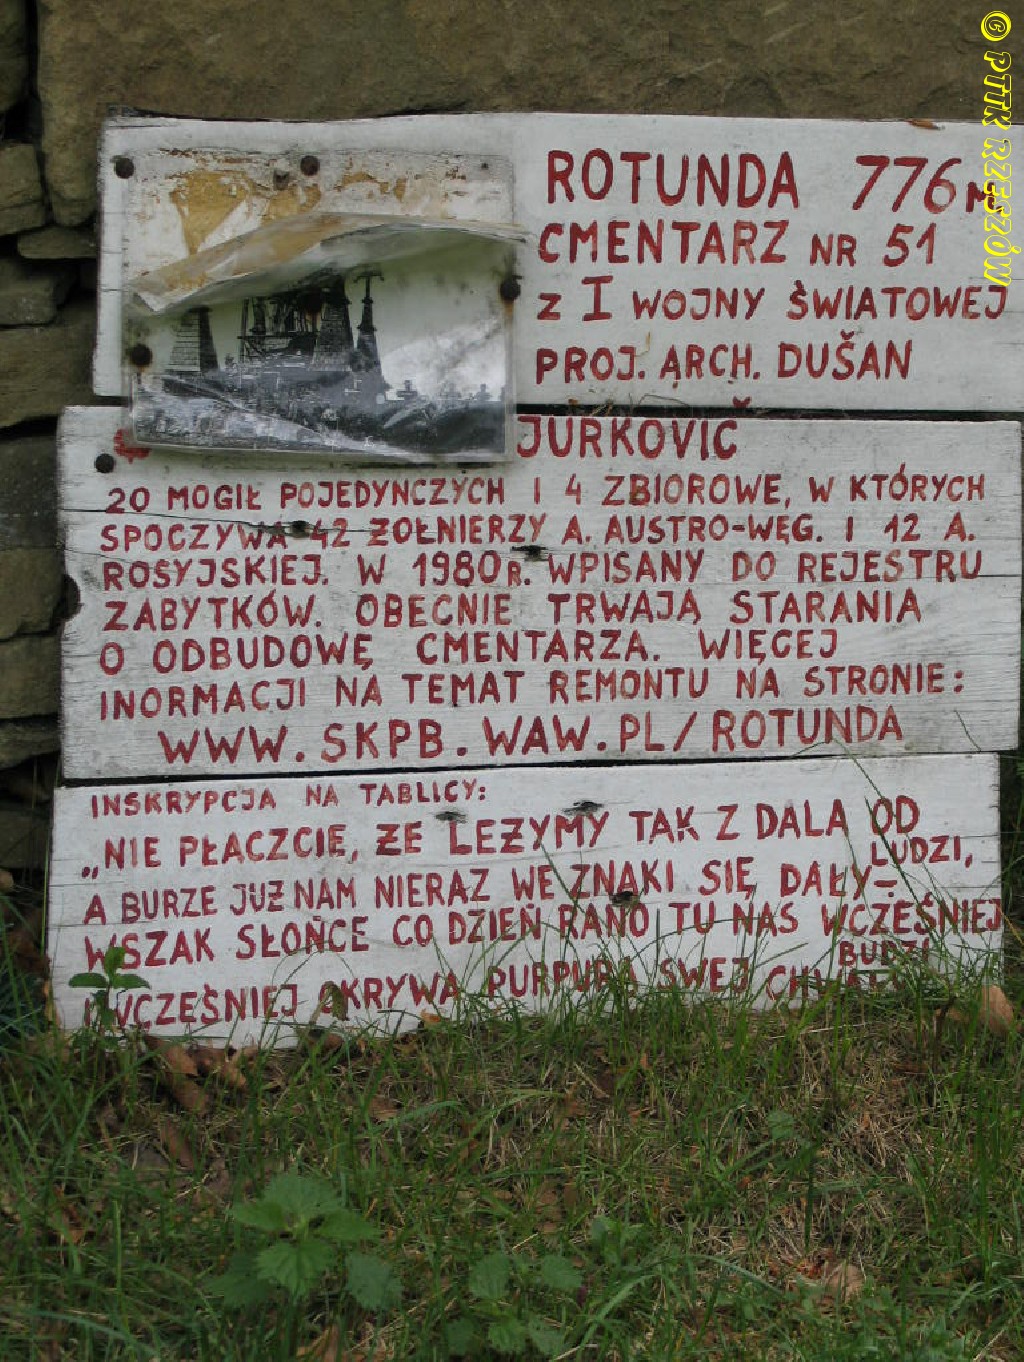 ROTUNDA 776 M
CMENTARZ NR 51
Z I WOJNY ŚWIATOWEJ
PROJ. ARCH. DUŠAN
JURKOVIČ
20 MOGIŁ POJEDYNCZYCH I 4 ZBIOROWE, W KTÓRYCH
SPOCZYWA 42 ŻOŁNIERZY A. AUSTRO-WĘG. I 12 A.
ROSYJSKIEJ. W 1980R. WPISANY DO REJESTRU
ZABYTKÓW. OBECNIE TRWAJĄ STARANIA
O ODBUDOWĘ CMENTARZA. WIĘCEJ
INORMACJI NA TEMAT REMONTU NA STRONIE:
WWW.SKPB.WAW.PL/ROTUNDA
INSKRYPCJA NA TABLICY:
„NIE PŁACZCIE, ŻE LEŻYMY TAK Z DALA OD
LUDZI,
A BURZE JUŻ NAM NIERAZ WE ZNAKI SIĘ DAŁY–
WSZAK SŁOŃCE CO DZIEŃ RANO TU NAS WCZEŚNIEJ
BUDZI
I WCZEŚNIEJ OKRYWA PURPURĄ SWEJ
© PTTK RZESZÓW